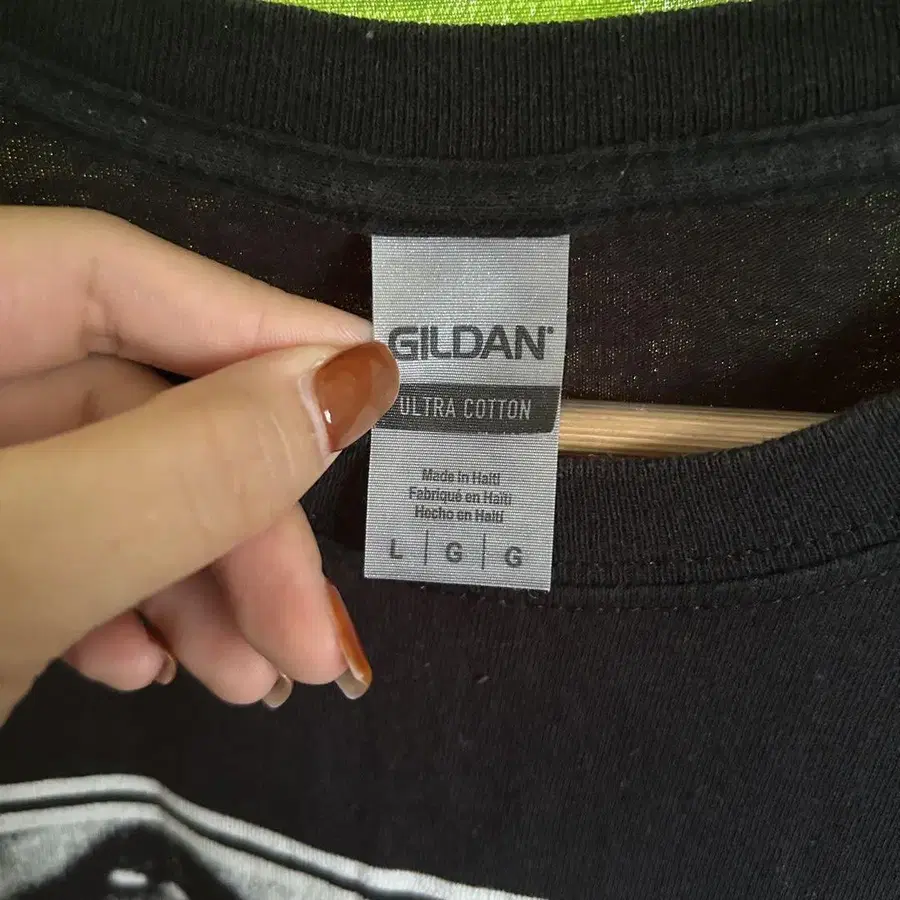 GILDAN®
ULTRA COTTON
Made in Haiti
Fabriqué en Haïti
Hecho en Haití
L | G | G